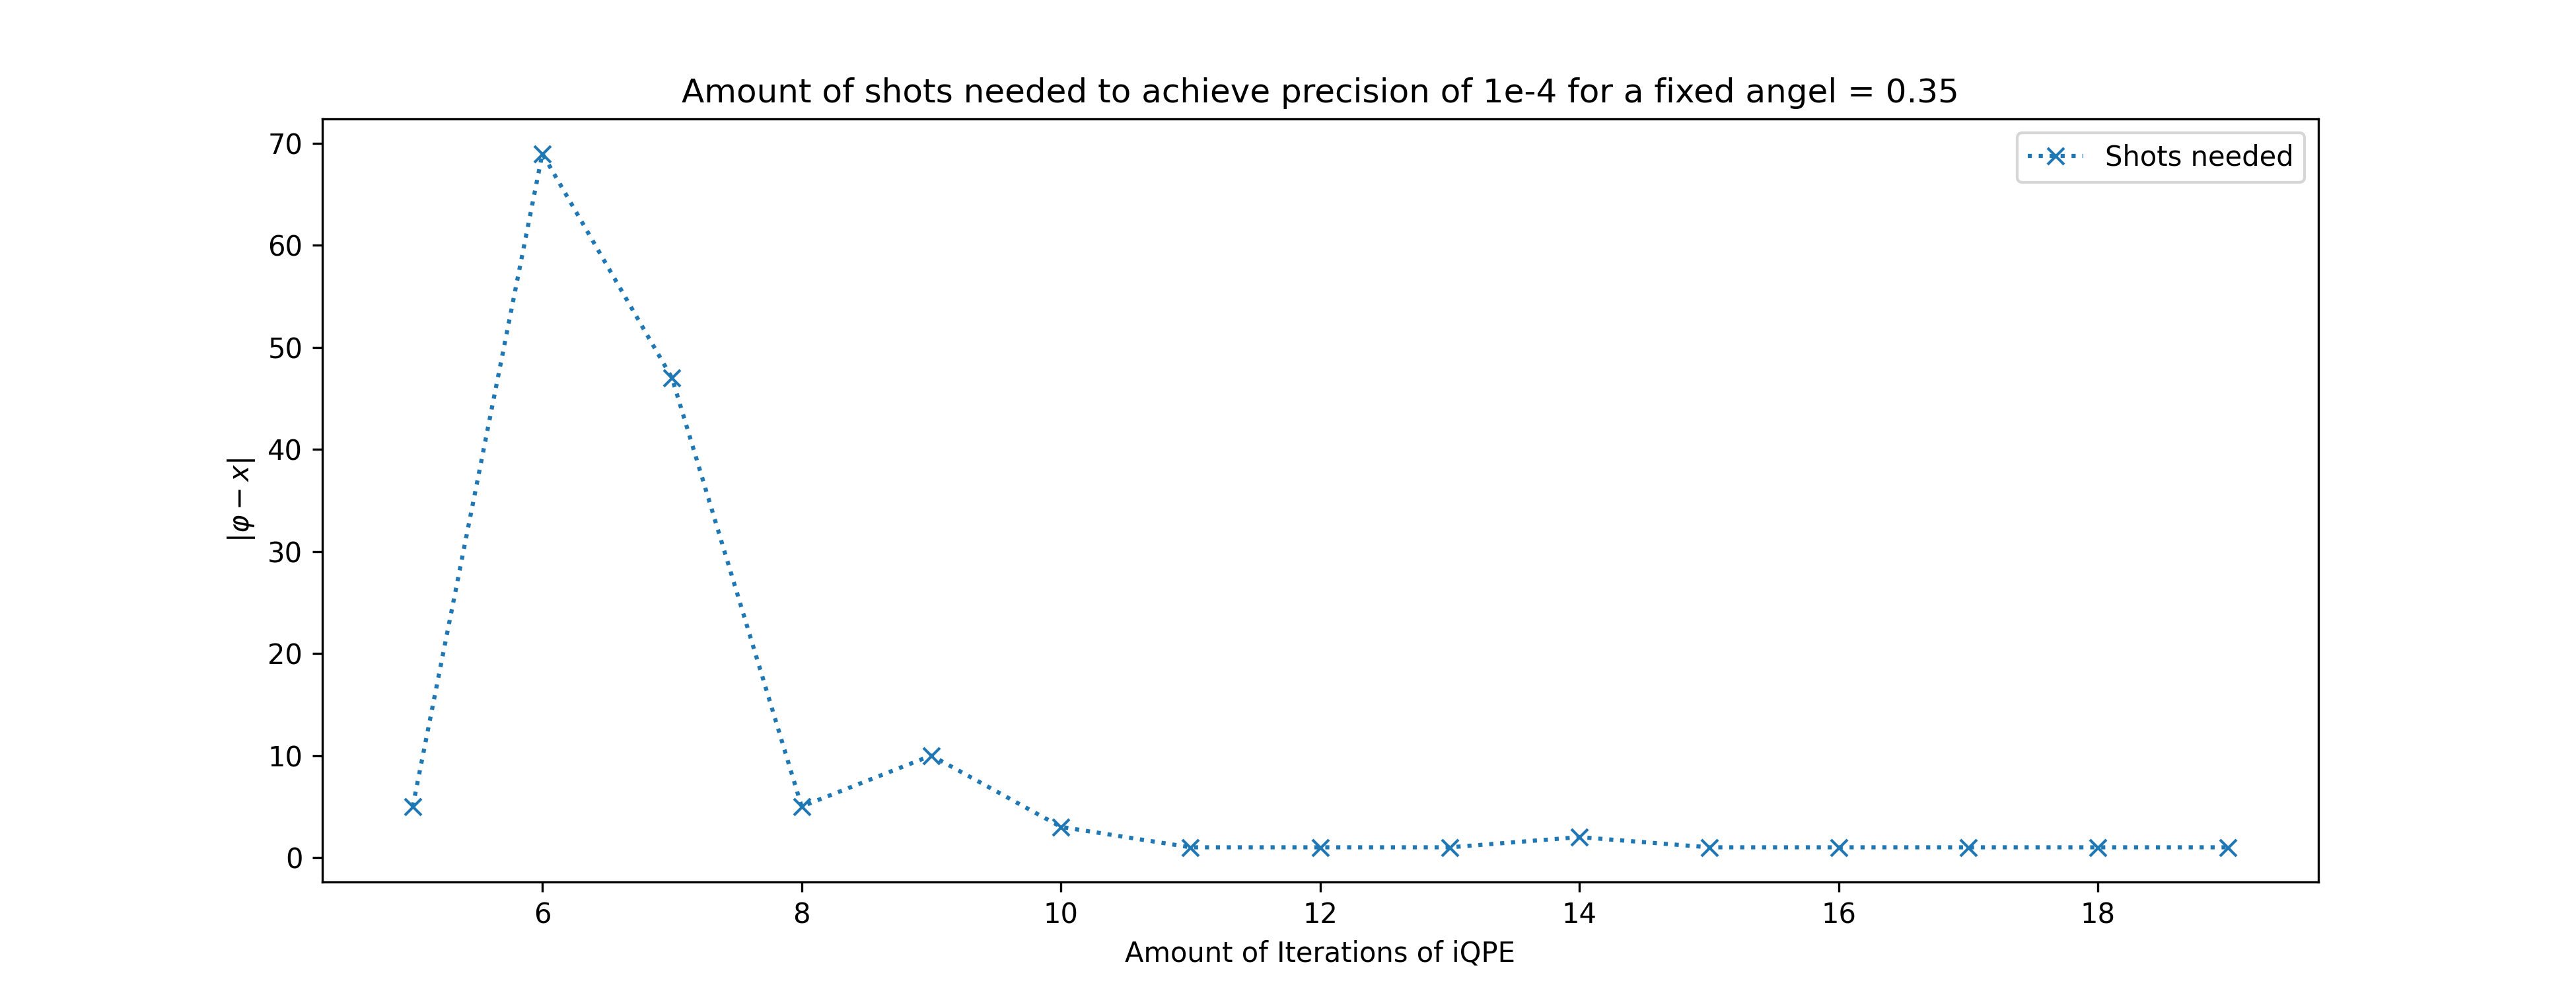 Amount of shots needed to achieve precision of 1e-4 for a fixed angel = 0.35
Shots needed
70
60
50
40
30
20
10
0
|φ − x|
6 8 10 12 14 16 18
Amount of Iterations of iQPE